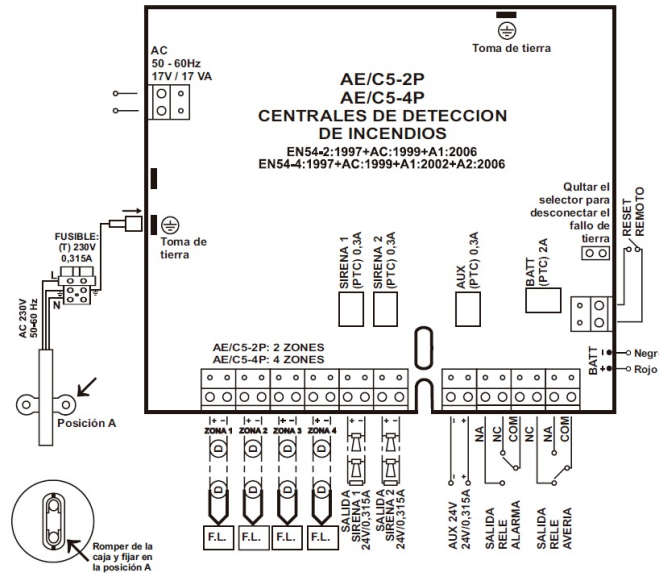 Toma de tierra
AC
50 - 60Hz
17V / 17 VA
AE/C5-2P
AE/C5-4P
CENTRALES DE DETECCION
DE INCENDIOS
EN54-2:1997+AC:1999+A1:2006
EN54-4:1997+AC:1999+A1:2002+A2:2006
Quitar el
selector para
desconectar el
fallo de
tierra
RESET
REMOTO
Toma de
tierra
FUSIBLE:
(T) 230V
0,315A
L
N
AC 230V
50-60 Hz
SIRENA 1
(PTC) 0,3A
SIRENA 2
(PTC) 0,3A
AUX
(PTC) 0,3A
BATT
(PTC) 2A
AE/C5-2P: 2 ZONES
AE/C5-4P: 4 ZONES
BATT
- Negro
+ Rojo
Posición A
+ - + - + - + - + - + -
ZONA 1 ZONA 2 ZONA 3 ZONA 4
D D D D
D D D D
F.L. F.L. F.L. F.L.
SALIDA
SIRENA 1
24V/0,315A
SALIDA
SIRENA 2
24V/0,315A
+ -
AUX 24V
24V/0,315A
NA
NC
COM
SALIDA
RELE
ALARMA
NC
NA
COM
SALIDA
RELE
AVERIA
Romper de la
caja y fijar en
la posición A